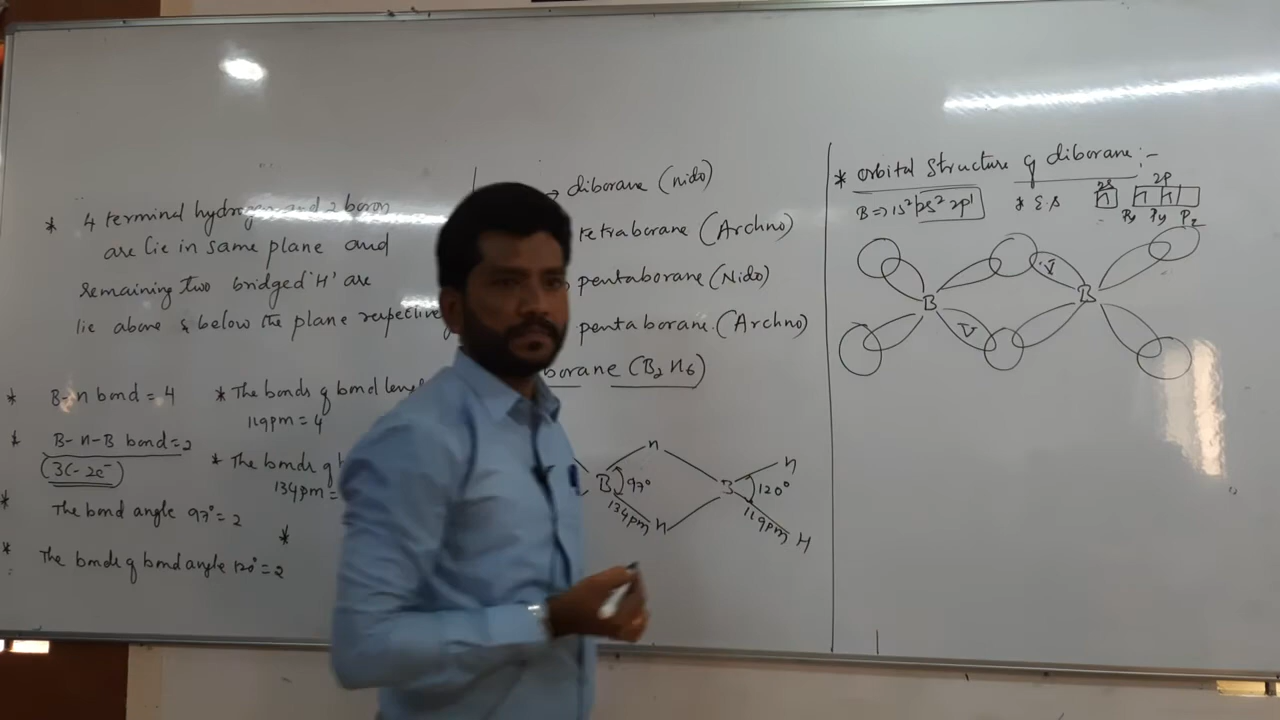 * 4 terminal hydrogen and 2 boron
are lie in same plane and
remaining two bridged 'H' are
lie above & below the plane respectively
* B-H bond = 4
* B-H-B bond = 2
(3C-2e⁻)
* The bond angle 97° = 2
* The bonds of bond angle 120° = 2
* The bonds of bond leng
119pm = 4
* The bonds of
134pm =
*
→ diborane (nido)
tetraborane (Archno)
pentaborane (Nido)
pentaborane (Archno)
borane (B₂H₆)
H
B 97° B H
120°
134pm H 119pm H
* orbital structure of diborane :-
B => 1s² 2s² 2p¹ * E.S 2s 2p
Px Py Pz
V
B B
V